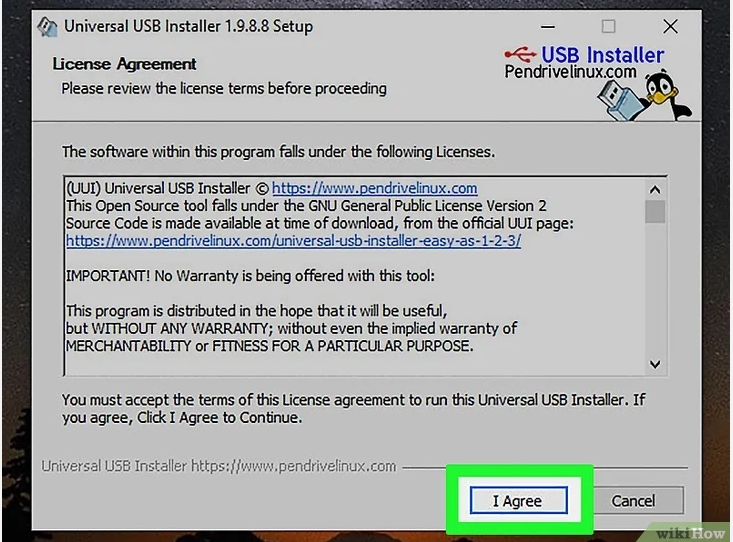 Universal USB Installer 1.9.8.8 Setup
License Agreement
Please review the license terms before proceeding
USB Installer
Pendrivelinux.com
The software within this program falls under the following Licenses.
(UUI) Universal USB Installer © https://www.pendrivelinux.com
This Open Source tool falls under the GNU General Public License Version 2
Source Code is made available at time of download, from the official UUI page:
https://www.pendrivelinux.com/universal-usb-installer-easy-as-1-2-3/
IMPORTANT! No Warranty is being offered with this tool:
This program is distributed in the hope that it will be useful,
but WITHOUT ANY WARRANTY; without even the implied warranty of
MERCHANTABILITY or FITNESS FOR A PARTICULAR PURPOSE.
You must accept the terms of this License agreement to run this Universal USB Installer. If
you agree, Click I Agree to Continue.
Universal USB Installer https://www.pendrivelinux.com
I Agree
Cancel
wikiHow